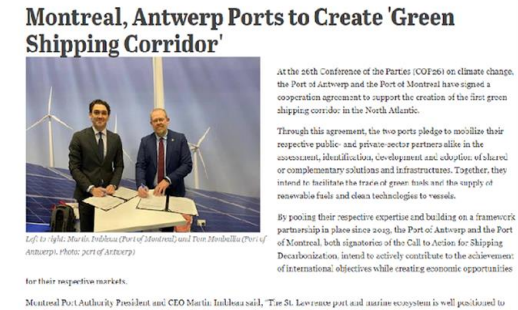 Montreal, Antwerp Ports to Create 'Green
Shipping Corridor'
At the 26th Conference of the Parties (COP26) on climate change,
the Port of Antwerp and the Port of Montreal have signed a
cooperation agreement to support the creation of the first green
shipping corridor in the North Atlantic.
Through this agreement, the two ports pledge to mobilize their
respective public- and private-sector partners alike in the
assessment, identification, development and adoption of shared
or complementary solutions and infrastructures. Together, they
intend to facilitate the trace of green fuels and the supply of
renewable fuels and clean technologies to vessels.
By pooling their respective expertise and building on a framework
partnership in place since 2013, the Port of Antwerp and the Port
of Montreal, both signatories of the Call to Action for Shipping
Decarbonization, intend to actively contribute to the achievement
of international objectives while creating economic opportunities
Left to right: Martin Imbleau (Port of Montreal) and Tom Monballiu (Port of
Antwerp). Photo: port of Antwerp)
for their respective markets.
Montreal Port Authority President and CEO Martin Imbleau said, "The St. Lawrence port and marine ecosystem is well positioned to